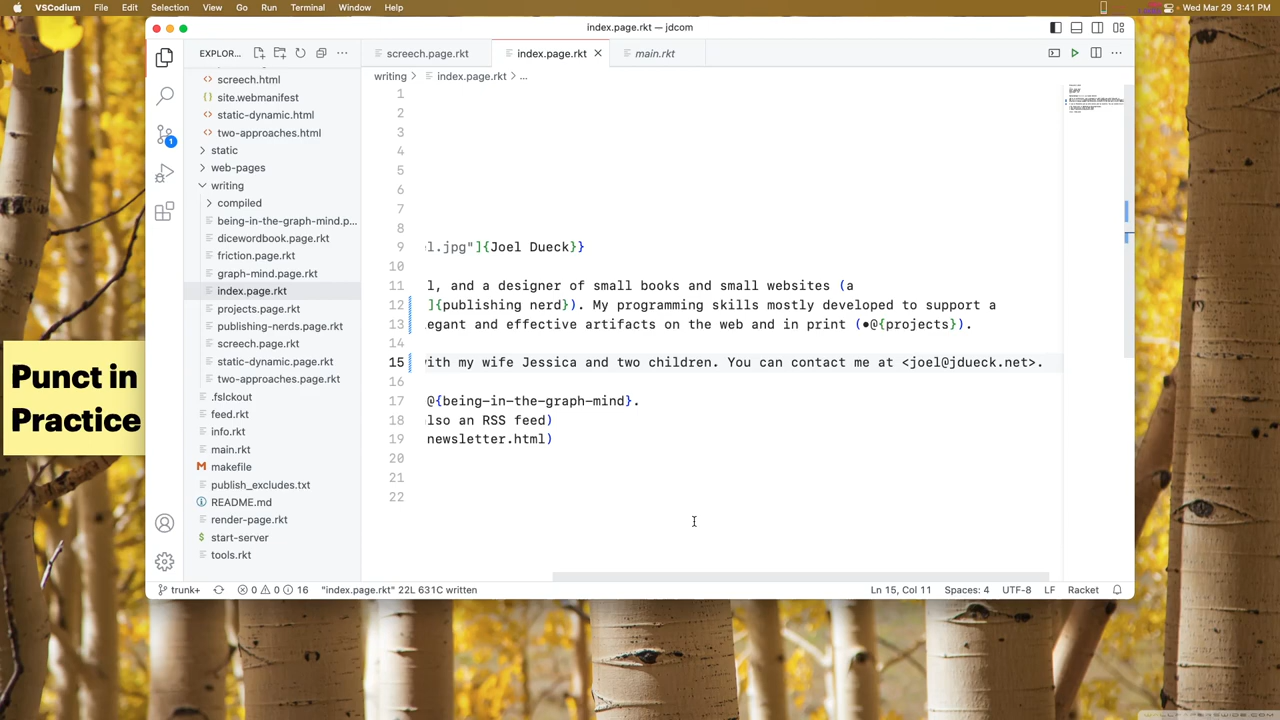 VSCodium File Edit Selection View Go Run Terminal Window Help
Wed Mar 29 3:41 PM
index.page.rkt — jdcom
EXPLOR...
screech.page.rkt
index.page.rkt
main.rkt
writing > index.page.rkt > ...
screech.html
site.webmanifest
static-dynamic.html
two-approaches.html
static
web-pages
writing
compiled
being-in-the-graph-mind.p...
dicewordbook.page.rkt
friction.page.rkt
graph-mind.page.rkt
index.page.rkt
projects.page.rkt
publishing-nerds.page.rkt
screech.page.rkt
static-dynamic.page.rkt
two-approaches.page.rkt
.fslckout
feed.rkt
info.rkt
main.rkt
makefile
publish_excludes.txt
README.md
render-page.rkt
start-server
tools.rkt
1
2
3
4
5
6
7
8
9 l.jpg"]{Joel Dueck}}
10
11 l, and a designer of small books and small websites (a
12 ]{publishing nerd}). My programming skills mostly developed to support a
13 egant and effective artifacts on the web and in print (•@{projects}).
14
15 ith my wife Jessica and two children. You can contact me at <joel@jdueck.net>.
16
17 @{being-in-the-graph-mind}.
18 lso an RSS feed)
19 newsletter.html)
20
21
22
1
Punct in
Practice
trunk+ 0 0 16 "index.page.rkt" 22L 631C written
Ln 15, Col 11 Spaces: 4 UTF-8 LF Racket